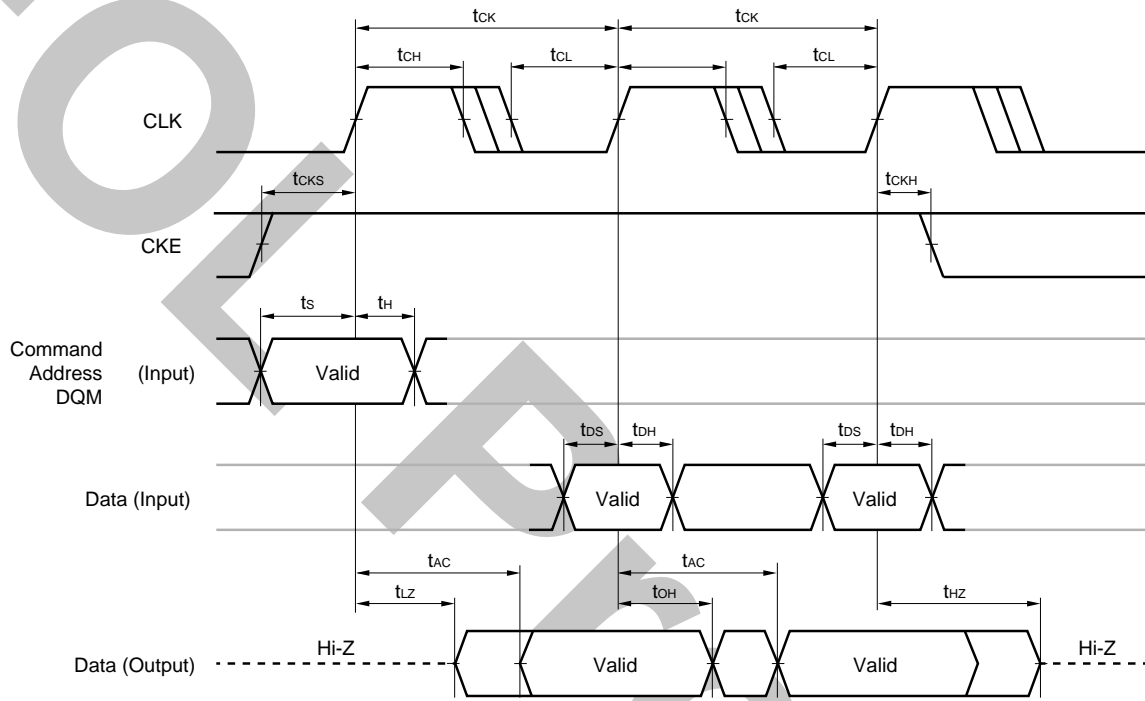 tCK tCK
tCH tCL tCL
CLK
tCKS tCKH
CKE
tS tH
Command
Address (Input) Valid
DQM
tDS tDH tDS tDH
Data (Input) Valid Valid
tAC tAC
tLZ tOH tHZ
Data (Output) Hi-Z Valid Valid Hi-Z